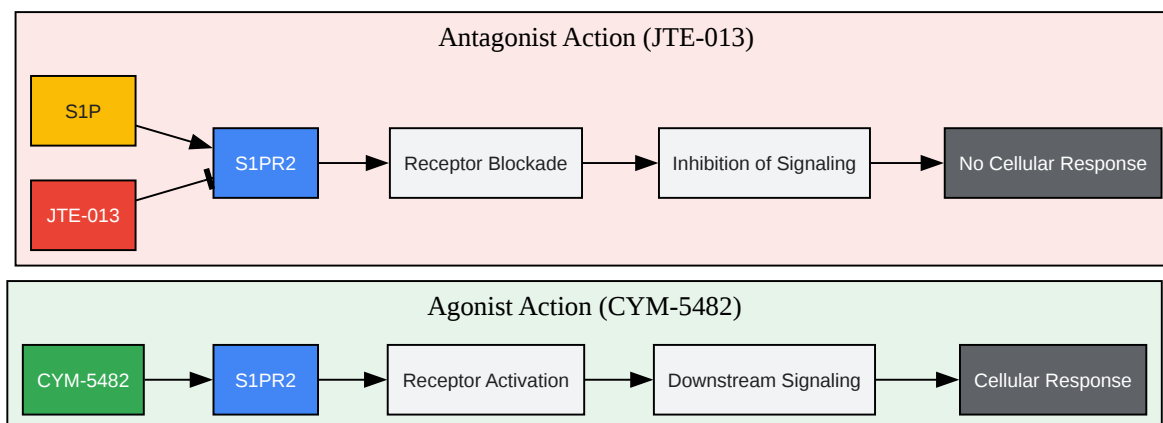 Antagonist Action (JTE-013)
S1P
JTE-013
S1PR2
Receptor Blockade
Inhibition of Signaling
No Cellular Response
Agonist Action (CYM-5482)
CYM-5482
S1PR2
Receptor Activation
Downstream Signaling
Cellular Response